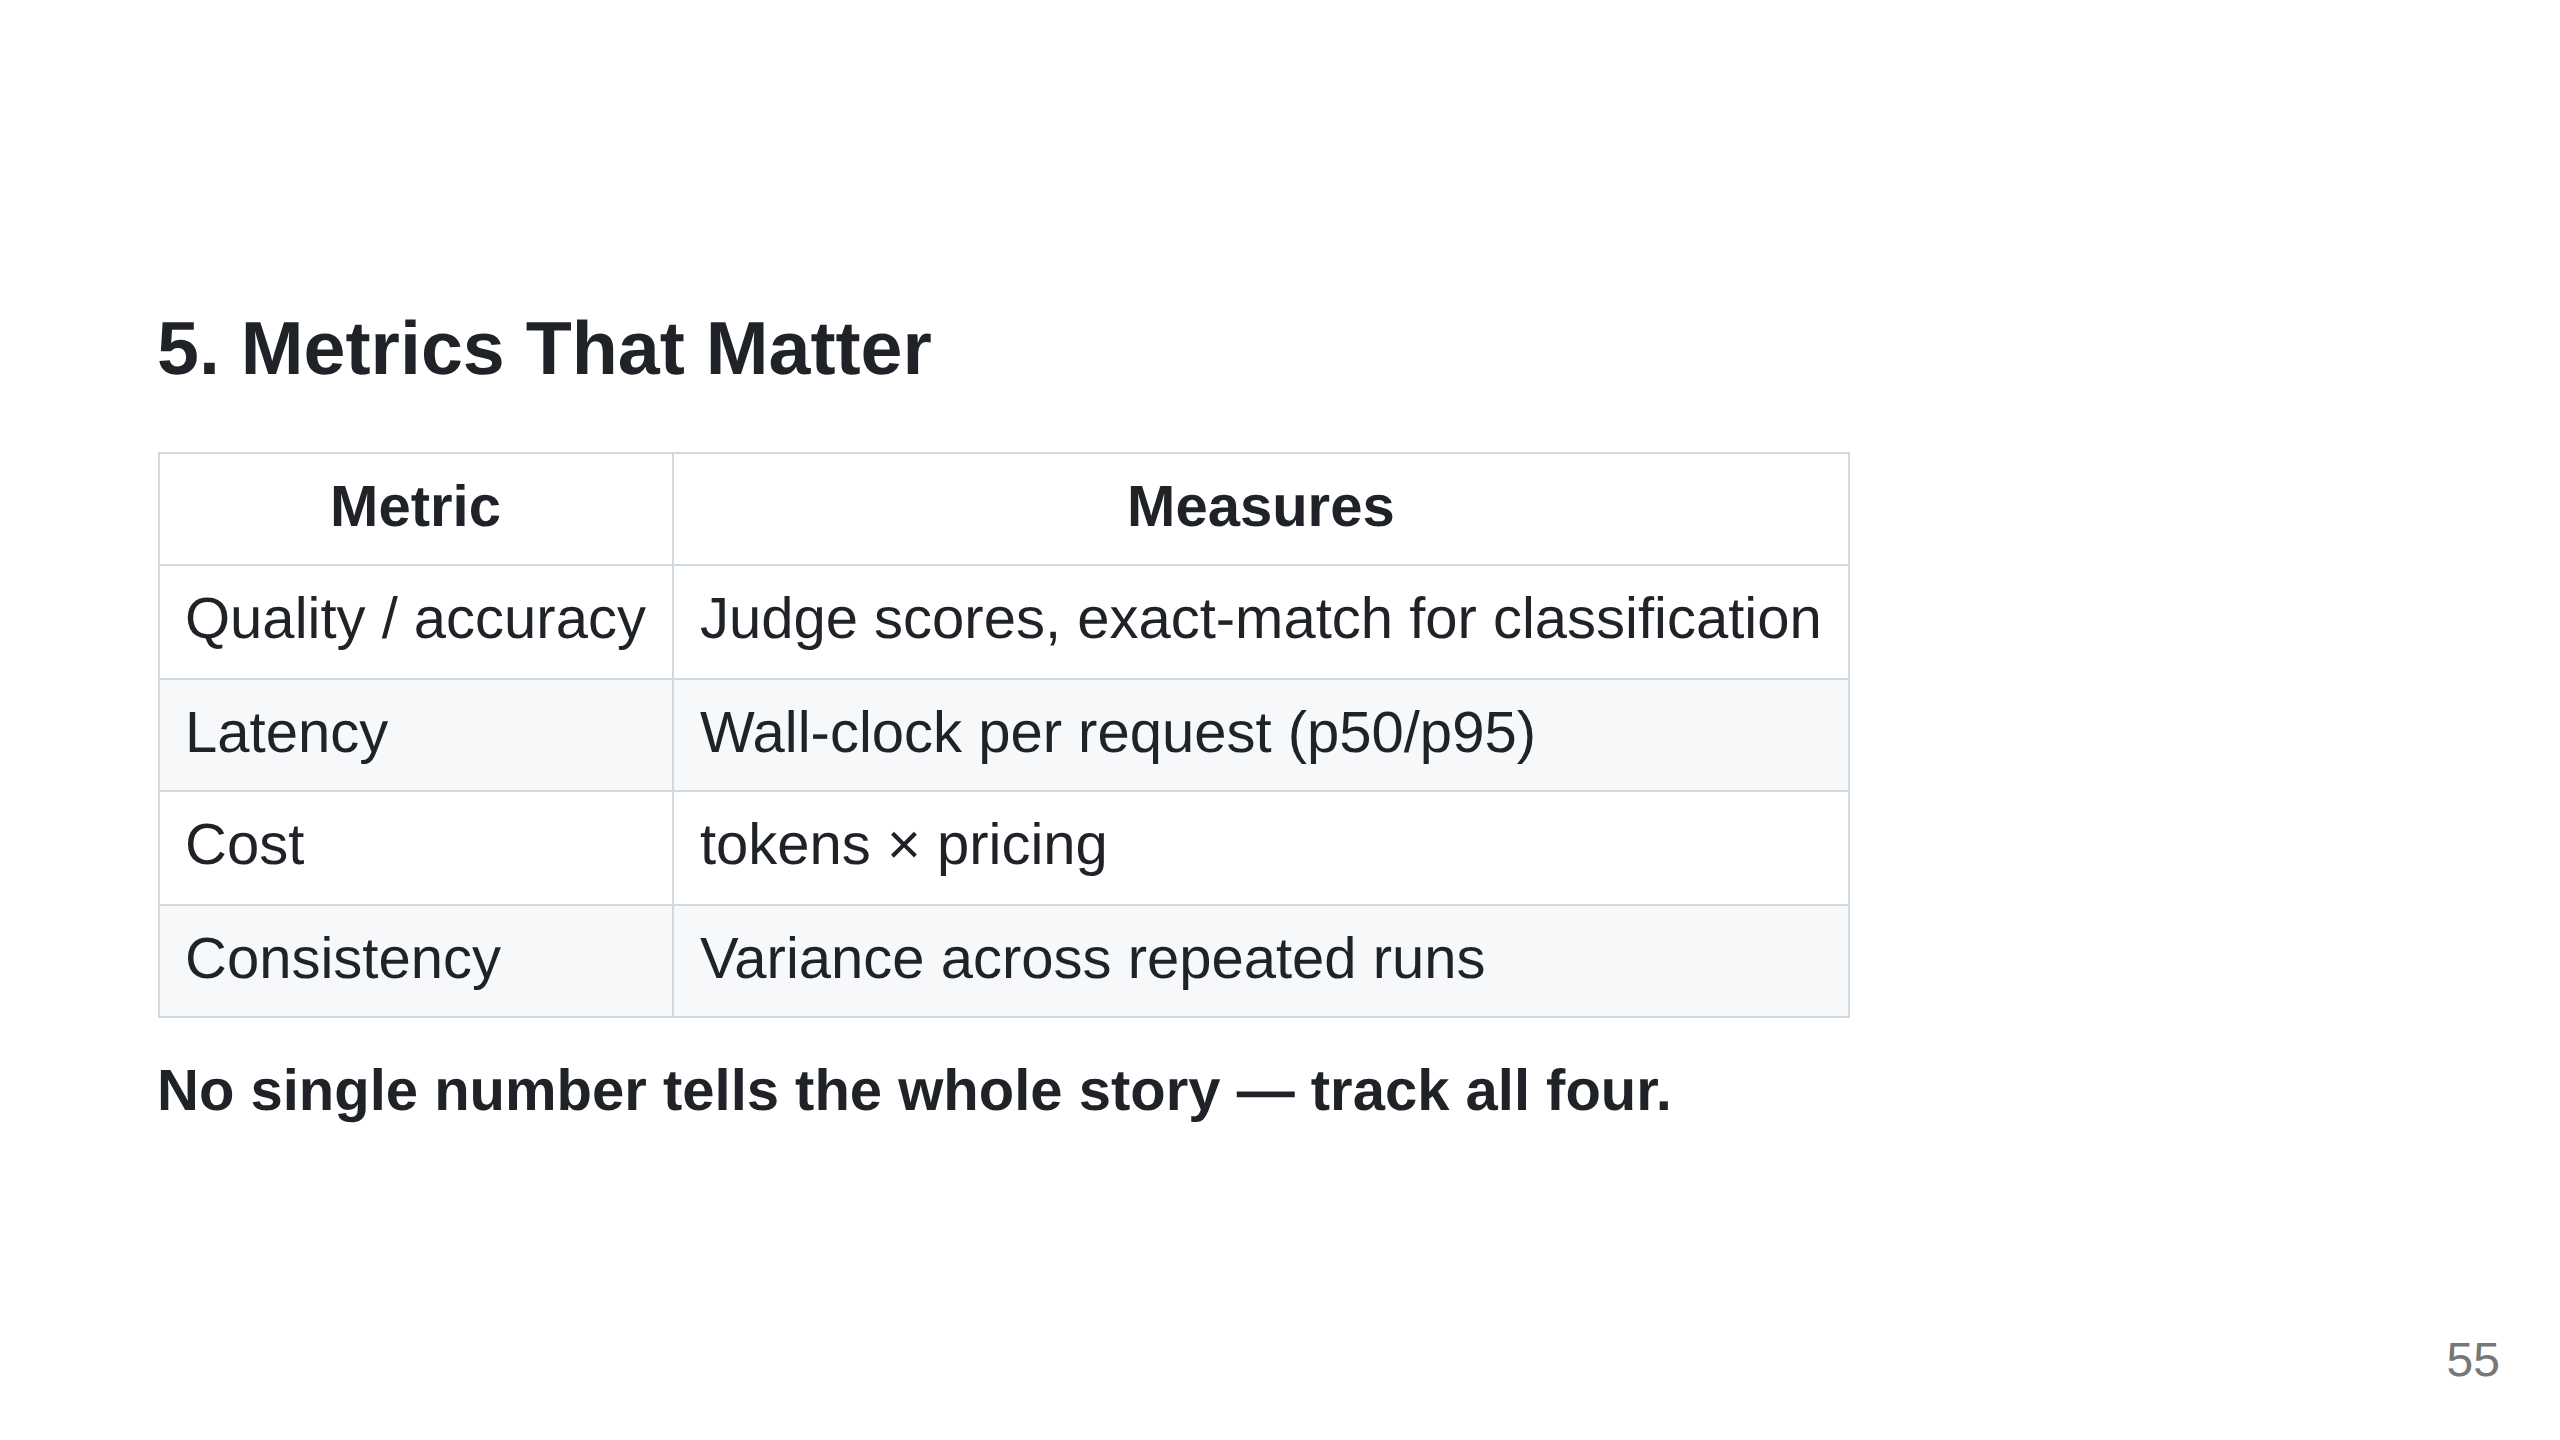 5. Metrics That Matter
Metric Measures
Quality / accuracy Judge scores, exact-match for classification
Latency Wall-clock per request (p50/p95)
Cost tokens × pricing
Consistency Variance across repeated runs
No single number tells the whole story — track all four.
55